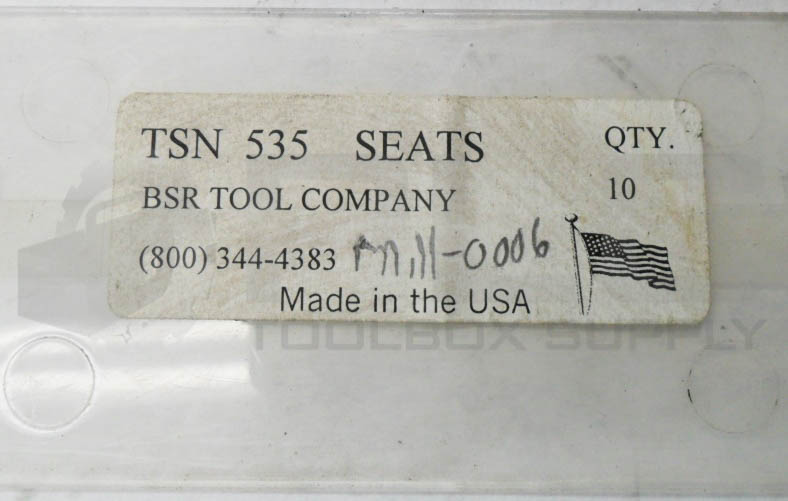 TSN 535 SEATS QTY.
BSR TOOL COMPANY 10
(800) 344-4383 mill-0006
Made in the USA
TOOLBOX SUPPLY